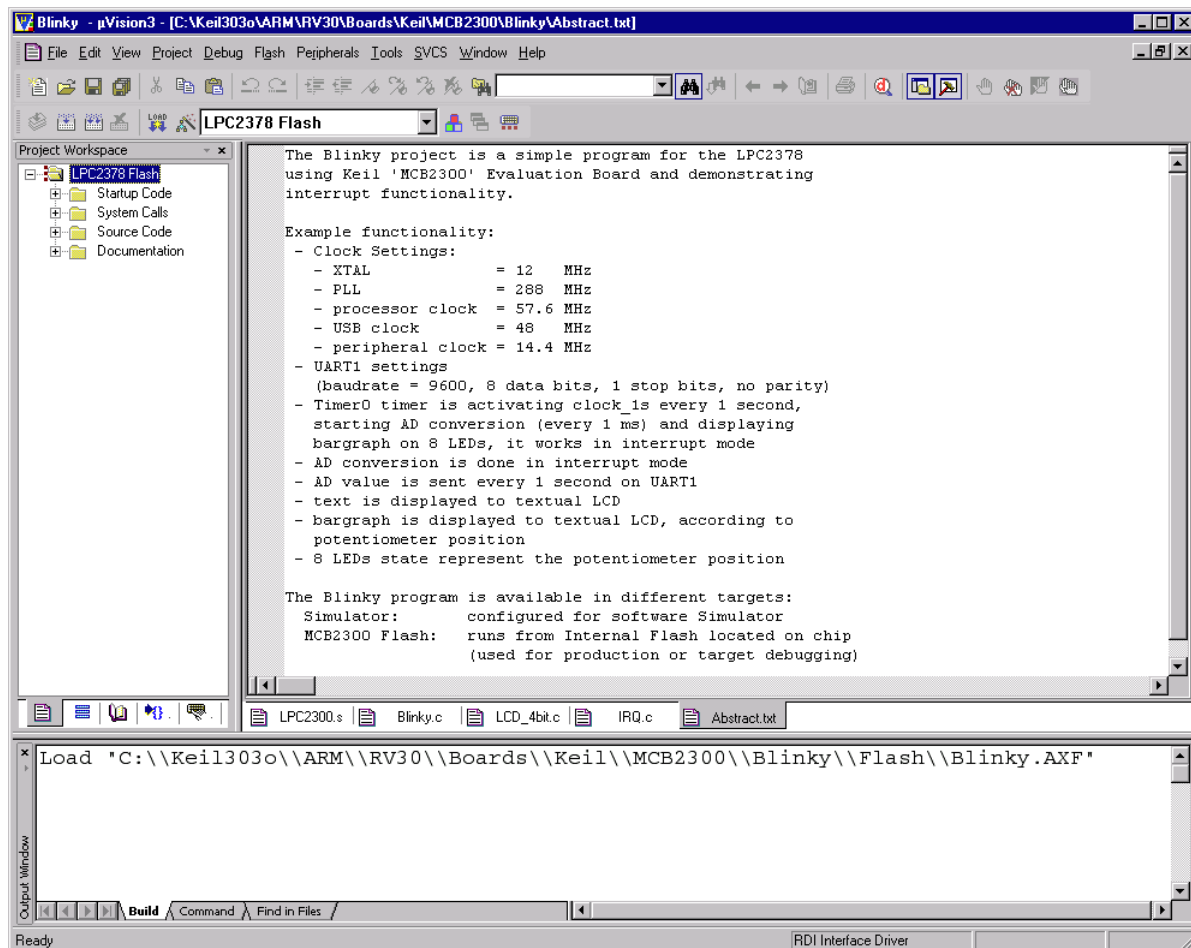 Blinky - µVision3 - [C:\Keil303o\ARM\RV30\Boards\Keil\MCB2300\Blinky\Abstract.txt]
File Edit View Project Debug Flash Peripherals Tools SVCS Window Help
LOAD LPC2378 Flash
Project Workspace
LPC2378 Flash
Startup Code
System Calls
Source Code
Documentation
The Blinky project is a simple program for the LPC2378
using Keil 'MCB2300' Evaluation Board and demonstrating
interrupt functionality.
Example functionality:
- Clock Settings:
- XTAL = 12 MHz
- PLL = 288 MHz
- processor clock = 57.6 MHz
- USB clock = 48 MHz
- peripheral clock = 14.4 MHz
- UART1 settings
(baudrate = 9600, 8 data bits, 1 stop bits, no parity)
- Timer0 timer is activating clock_1s every 1 second,
starting AD conversion (every 1 ms) and displaying
bargraph on 8 LEDs, it works in interrupt mode
- AD conversion is done in interrupt mode
- AD value is sent every 1 second on UART1
- text is displayed to textual LCD
- bargraph is displayed to textual LCD, according to
potentiometer position
- 8 LEDs state represent the potentiometer position
The Blinky program is available in different targets:
Simulator: configured for software Simulator
MCB2300 Flash: runs from Internal Flash located on chip
(used for production or target debugging)
LPC2300.s Blinky.c LCD_4bit.c IRQ.c Abstract.txt
Load "C:\\Keil303o\\ARM\\RV30\\Boards\\Keil\\MCB2300\\Blinky\\Flash\\Blinky.AXF"
Output Window
Build Command Find in Files
Ready RDI Interface Driver